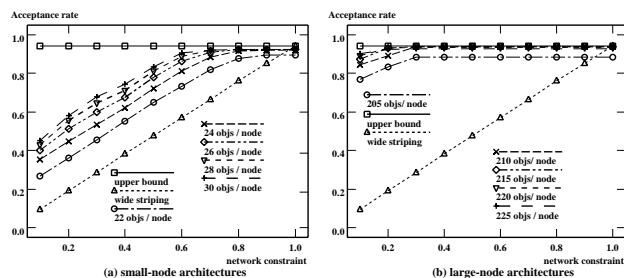 Acceptance rate
1.0
0.8
0.6
0.4
0.2
0.0
24 objs / node
26 objs / node
28 objs / node
30 objs / node
upper bound
wide striping
22 objs / node
0.2 0.4 0.6 0.8 1.0
network constraint
(a) small-node architectures
Acceptance rate
1.0
0.8
0.6
0.4
0.2
0.0
205 objs/ node
upper bound
wide striping
210 objs/ node
215 objs/ node
220 objs/ node
225 objs/ node
0.2 0.4 0.6 0.8 1.0
network constraint
(b) large-node architectures